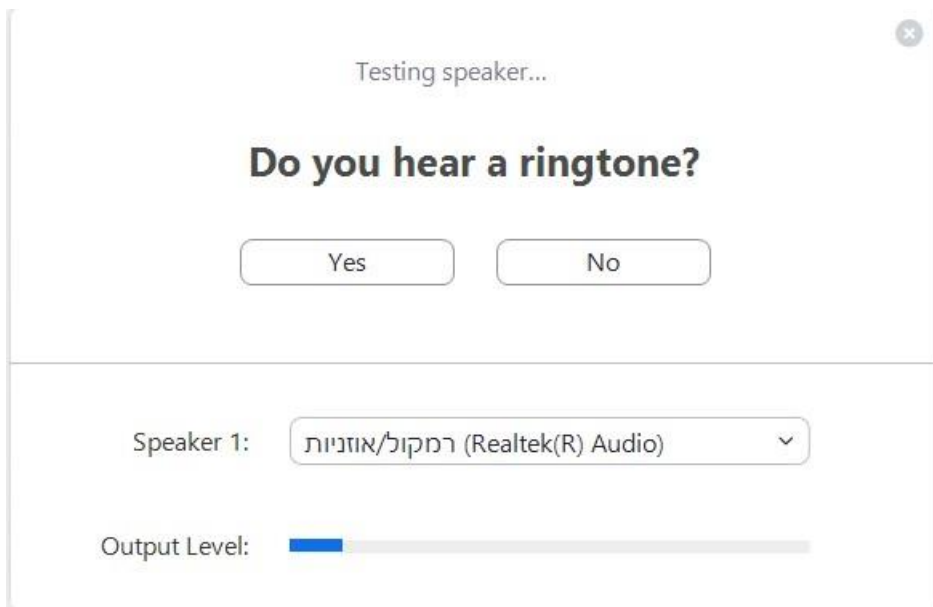 Testing speaker...
Do you hear a ringtone?
Yes No
Speaker 1: רמקול/אוזניות (Realtek(R) Audio)
Output Level: